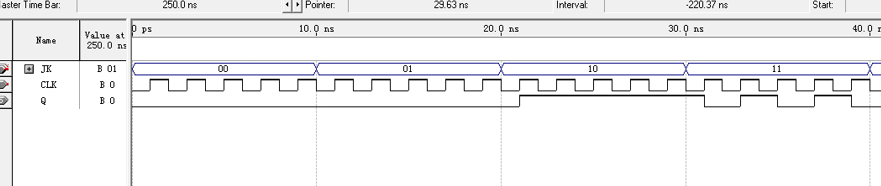 laster Time Bar: 250.0 ns Pointer: 29.63 ns Interval: -220.37 ns Start:
Name Value at 250.0 ns 0 ps 10.0 ns 20.0 ns 30.0 ns 40.0 n
JK B 01 00 01 10 11
CLK B 0
Q B 0